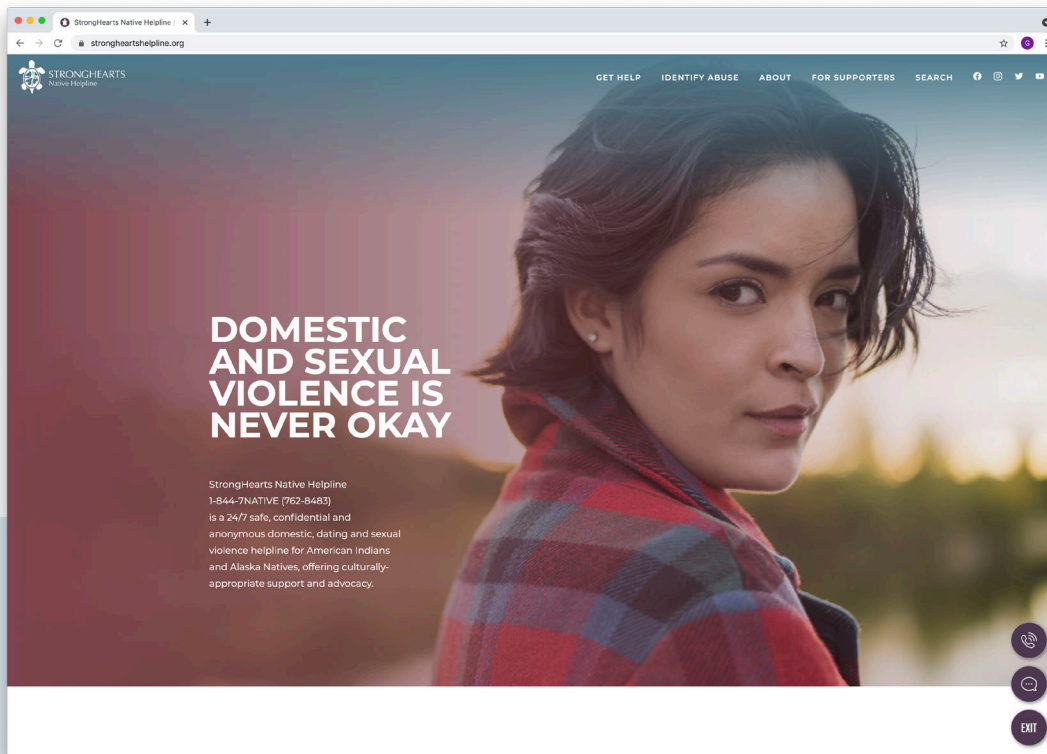 StrongHearts Native Helpline
strongheartshelpline.org
G
STRONGHEARTS
Native Helpline
GET HELP IDENTIFY ABUSE ABOUT FOR SUPPORTERS SEARCH
DOMESTIC
AND SEXUAL
VIOLENCE IS
NEVER OKAY
StrongHearts Native Helpline
1-844-7NATIVE (762-8483)
is a 24/7 safe, confidential and
anonymous domestic, dating and sexual
violence helpline for American Indians
and Alaska Natives, offering culturally-
appropriate support and advocacy.
EXIT